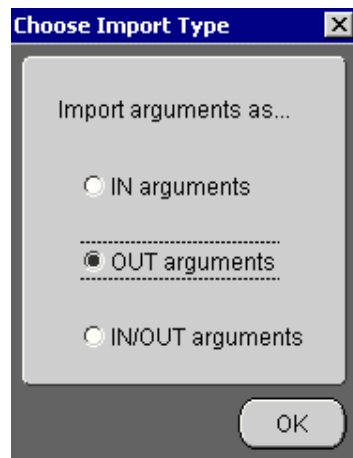 Choose Import Type
Import arguments as...
IN arguments
OUT arguments
IN/OUT arguments
OK